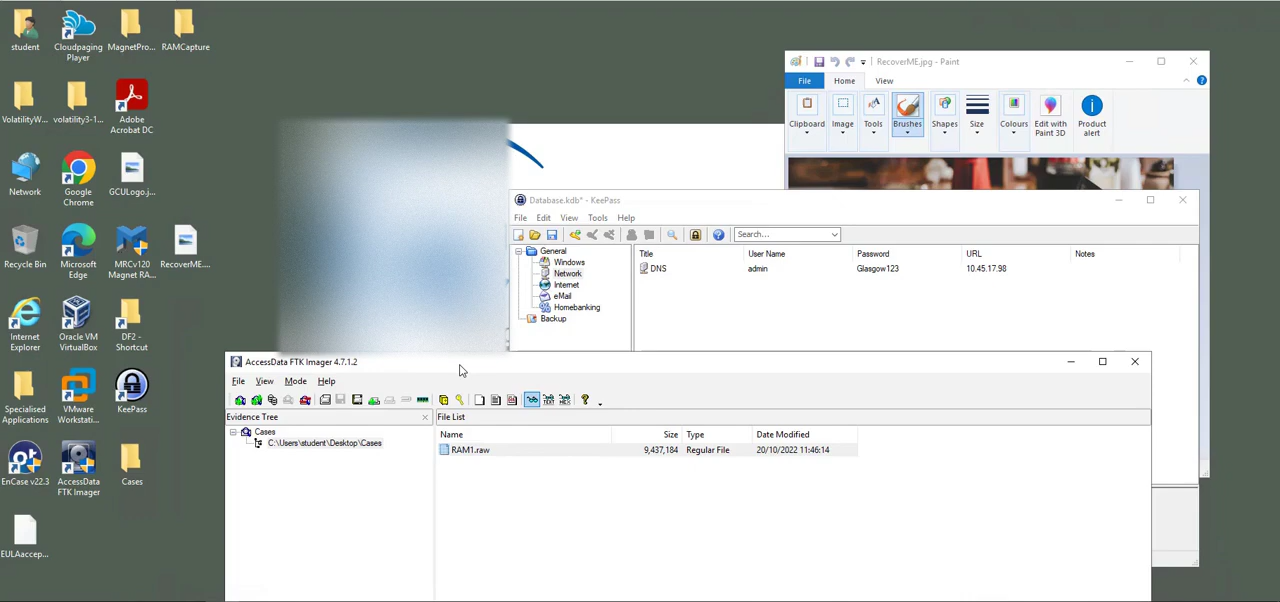 student
Cloudpaging
Player
MagnetPro...
RAMCapture
VolatilityW...
volatility3-1...
Adobe
Acrobat DC
Network
Google
Chrome
GCULogo.j...
Recycle Bin
Microsoft
Edge
MRCv120
Magnet RA...
RecoverME....
Internet
Explorer
Oracle VM
VirtualBox
DF2 -
Shortcut
Specialised
Applications
VMware
Workstati...
KeePass
EnCase v22.3
AccessData
FTK Imager
Cases
EULAaccep...
RecoverME.jpg - Paint
File Home View
Clipboard Image Tools Brushes Shapes Size Colours Edit with
Paint 3D Product
alert
Database.kdb* - KeePass
File Edit View Tools Help
Search...
General
Windows
Network
Internet
eMail
Homebanking
Backup
Title User Name Password URL Notes
DNS admin Glasgow123 10.45.17.98
AccessData FTK Imager 4.7.1.2
File View Mode Help
Evidence Tree
Cases
C:\Users\student\Desktop\Cases
File List
Name Size Type Date Modified
RAM1.raw 9,437,184 Regular File 20/10/2022 11:46:14